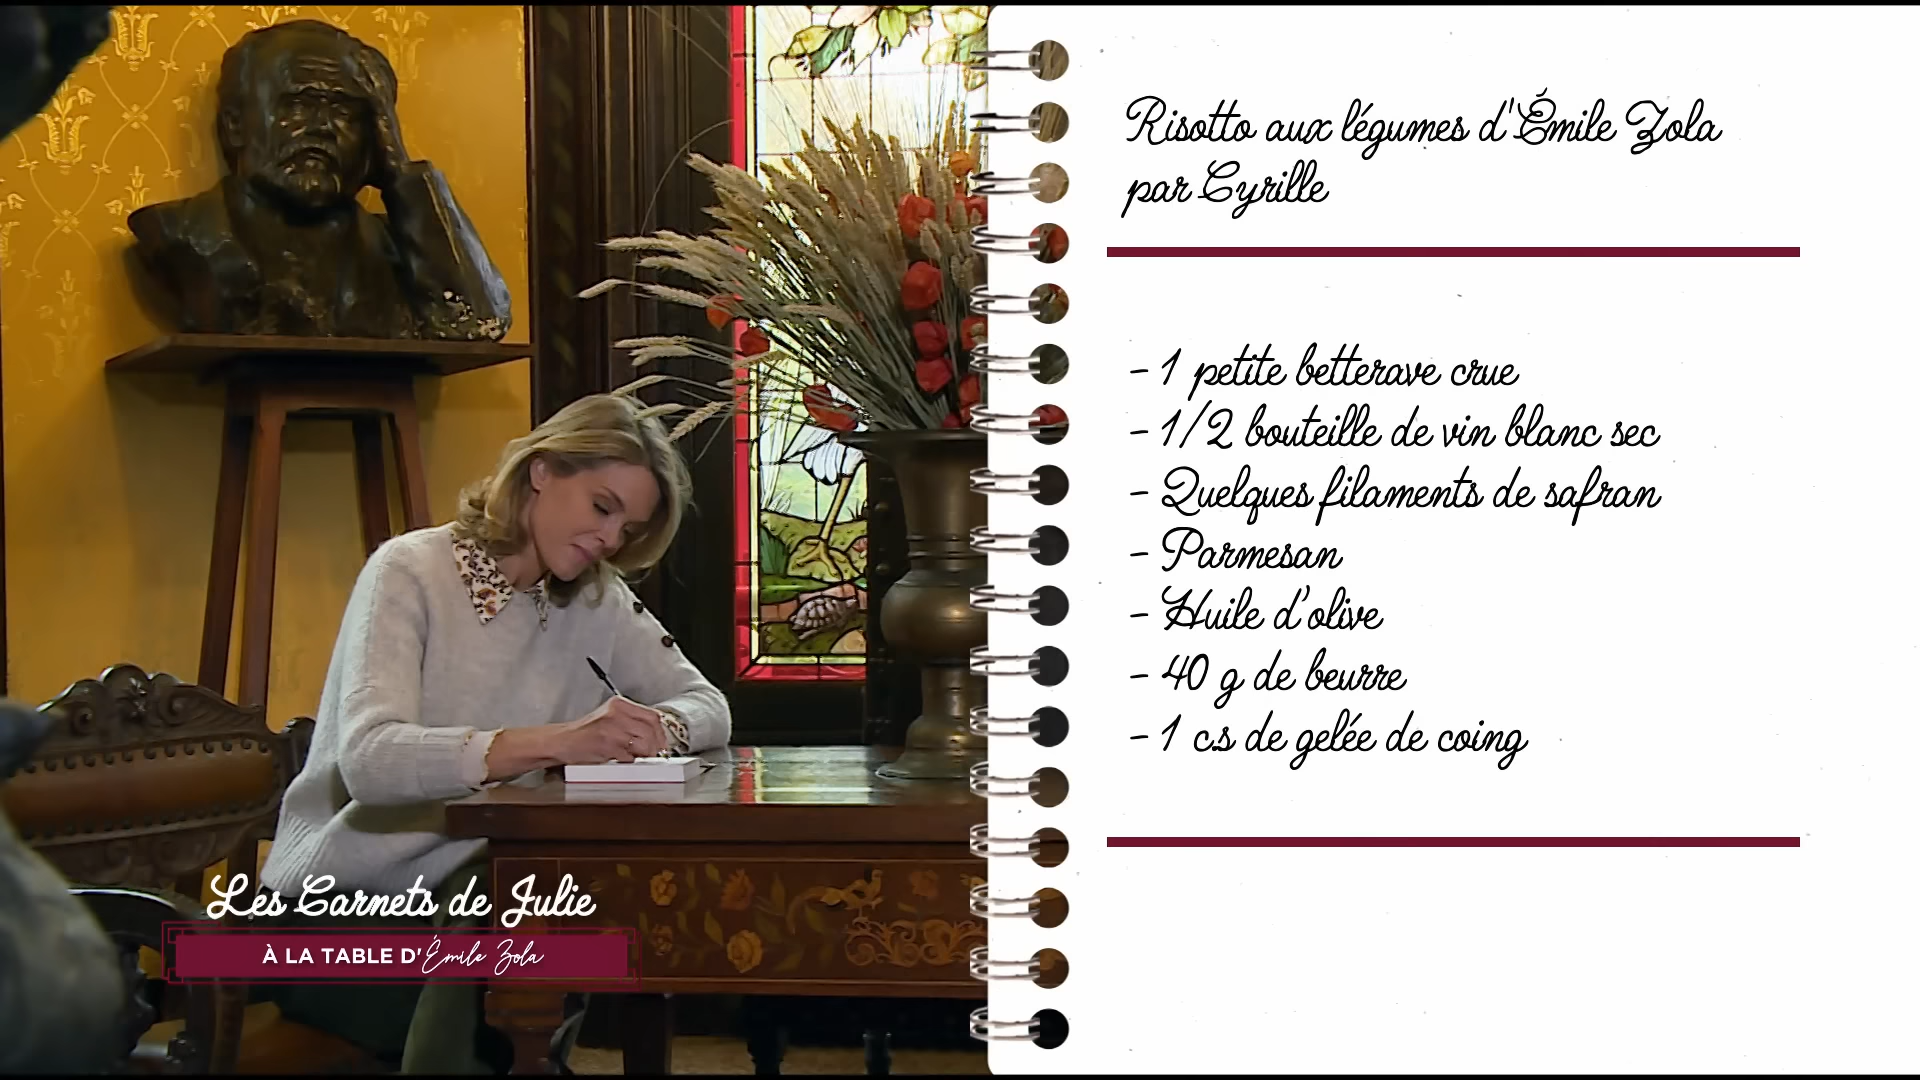 Risotto aux légumes d'Émile Zola
par Cyrille
- 1 petite betterave crue
- 1/2 bouteille de vin blanc sec
- Quelques filaments de safran
- Parmesan
- Huile d'olive
- 40 g de beurre
- 1 c.s de gelée de coing
Les Carnets de Julie
À LA TABLE D'Émile Zola